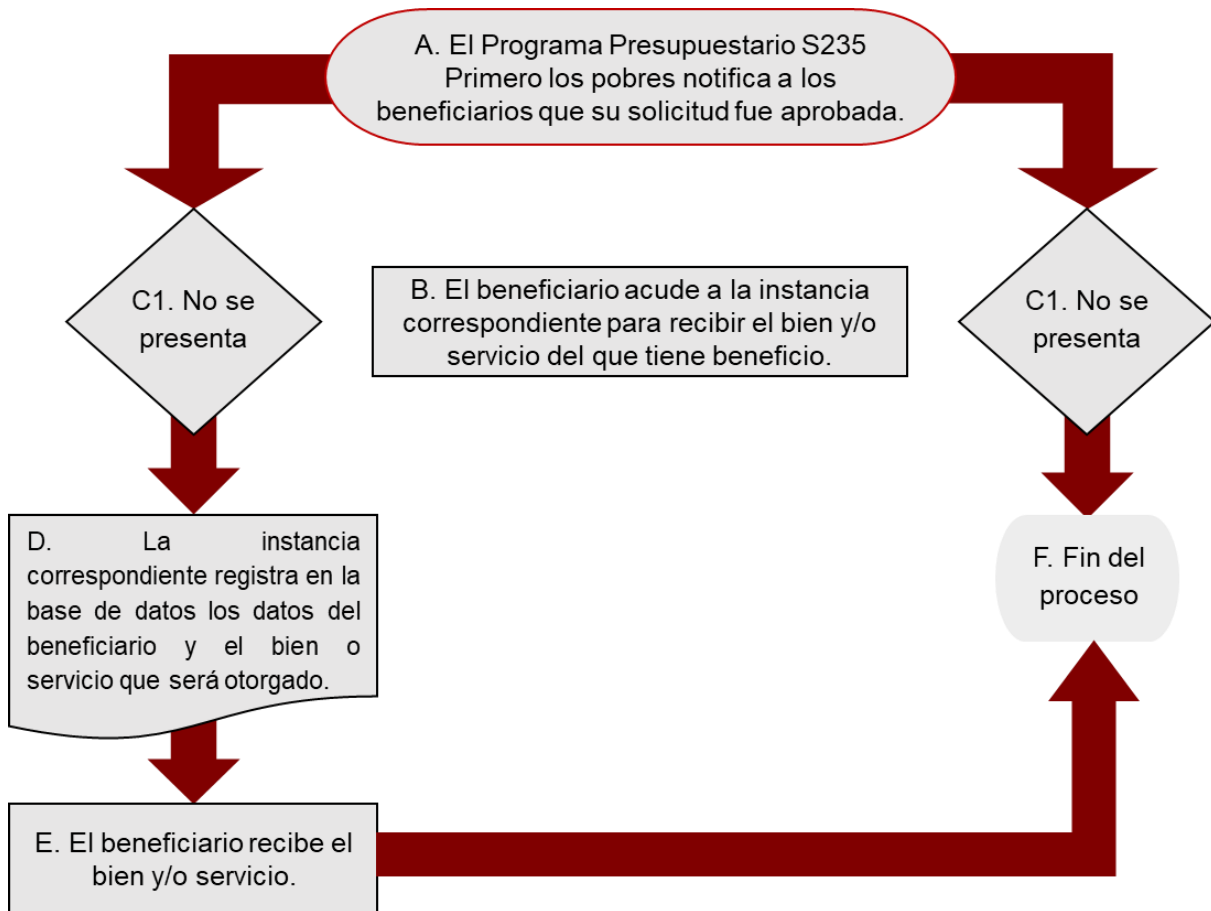 A. El Programa Presupuestario S235
Primero los pobres notifica a los
beneficiarios que su solicitud fue aprobada.
C1. No se
presenta
B. El beneficiario acude a la instancia
correspondiente para recibir el bien y/o
servicio del que tiene beneficio.
C1. No se
presenta
D. La instancia
correspondiente registra en la
base de datos los datos del
beneficiario y el bien o
servicio que será otorgado.
F. Fin del
proceso
E. El beneficiario recibe el
bien y/o servicio.